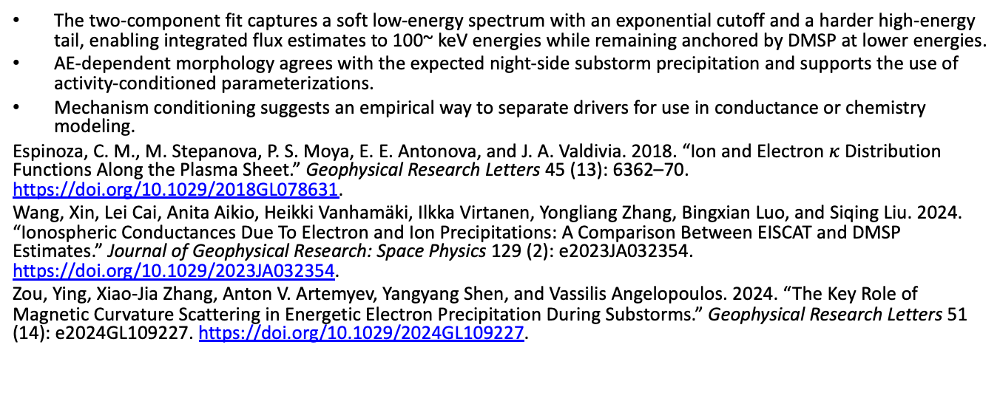 • The two-component fit captures a soft low-energy spectrum with an exponential cutoff and a harder high-energy
tail, enabling integrated flux estimates to 100~ keV energies while remaining anchored by DMSP at lower energies.
• AE-dependent morphology agrees with the expected night-side substorm precipitation and supports the use of
activity-conditioned parameterizations.
• Mechanism conditioning suggests an empirical way to separate drivers for use in conductance or chemistry
modeling.
Espinoza, C. M., M. Stepanova, P. S. Moya, E. E. Antonova, and J. A. Valdivia. 2018. “Ion and Electron κ Distribution
Functions Along the Plasma Sheet.” Geophysical Research Letters 45 (13): 6362–70.
https://doi.org/10.1029/2018GL078631.
Wang, Xin, Lei Cai, Anita Aikio, Heikki Vanhamäki, Ilkka Virtanen, Yongliang Zhang, Bingxian Luo, and Siqing Liu. 2024.
“Ionospheric Conductances Due To Electron and Ion Precipitations: A Comparison Between EISCAT and DMSP
Estimates.” Journal of Geophysical Research: Space Physics 129 (2): e2023JA032354.
https://doi.org/10.1029/2023JA032354.
Zou, Ying, Xiao-Jia Zhang, Anton V. Artemyev, Yangyang Shen, and Vassilis Angelopoulos. 2024. “The Key Role of
Magnetic Curvature Scattering in Energetic Electron Precipitation During Substorms.” Geophysical Research Letters 51
(14): e2024GL109227. https://doi.org/10.1029/2024GL109227.